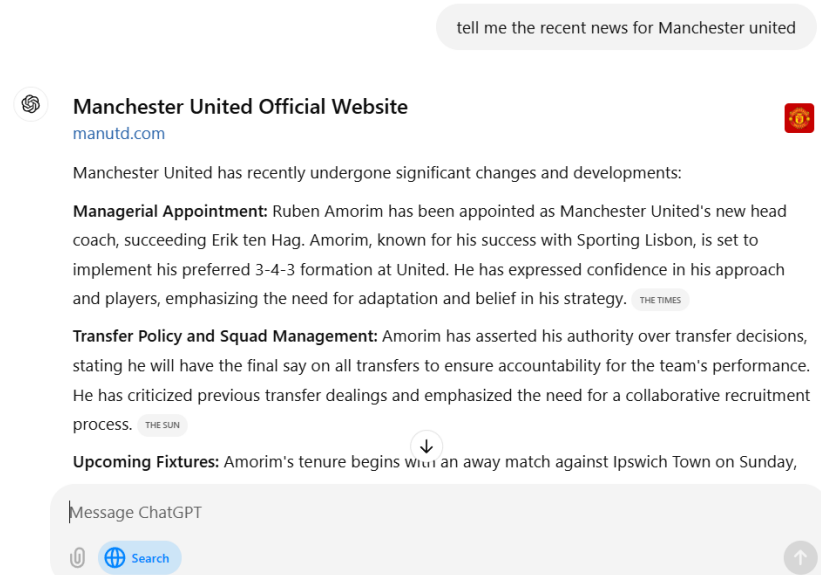 tell me the recent news for Manchester united
Manchester United Official Website
manutd.com
Manchester United has recently undergone significant changes and developments:
Managerial Appointment: Ruben Amorim has been appointed as Manchester United's new head
coach, succeeding Erik ten Hag. Amorim, known for his success with Sporting Lisbon, is set to
implement his preferred 3-4-3 formation at United. He has expressed confidence in his approach
and players, emphasizing the need for adaptation and belief in his strategy. THE TIMES
Transfer Policy and Squad Management: Amorim has asserted his authority over transfer decisions,
stating he will have the final say on all transfers to ensure accountability for the team's performance.
He has criticized previous transfer dealings and emphasized the need for a collaborative recruitment
process. THE SUN
Upcoming Fixtures: Amorim's tenure begins with an away match against Ipswich Town on Sunday,
Message ChatGPT
Search